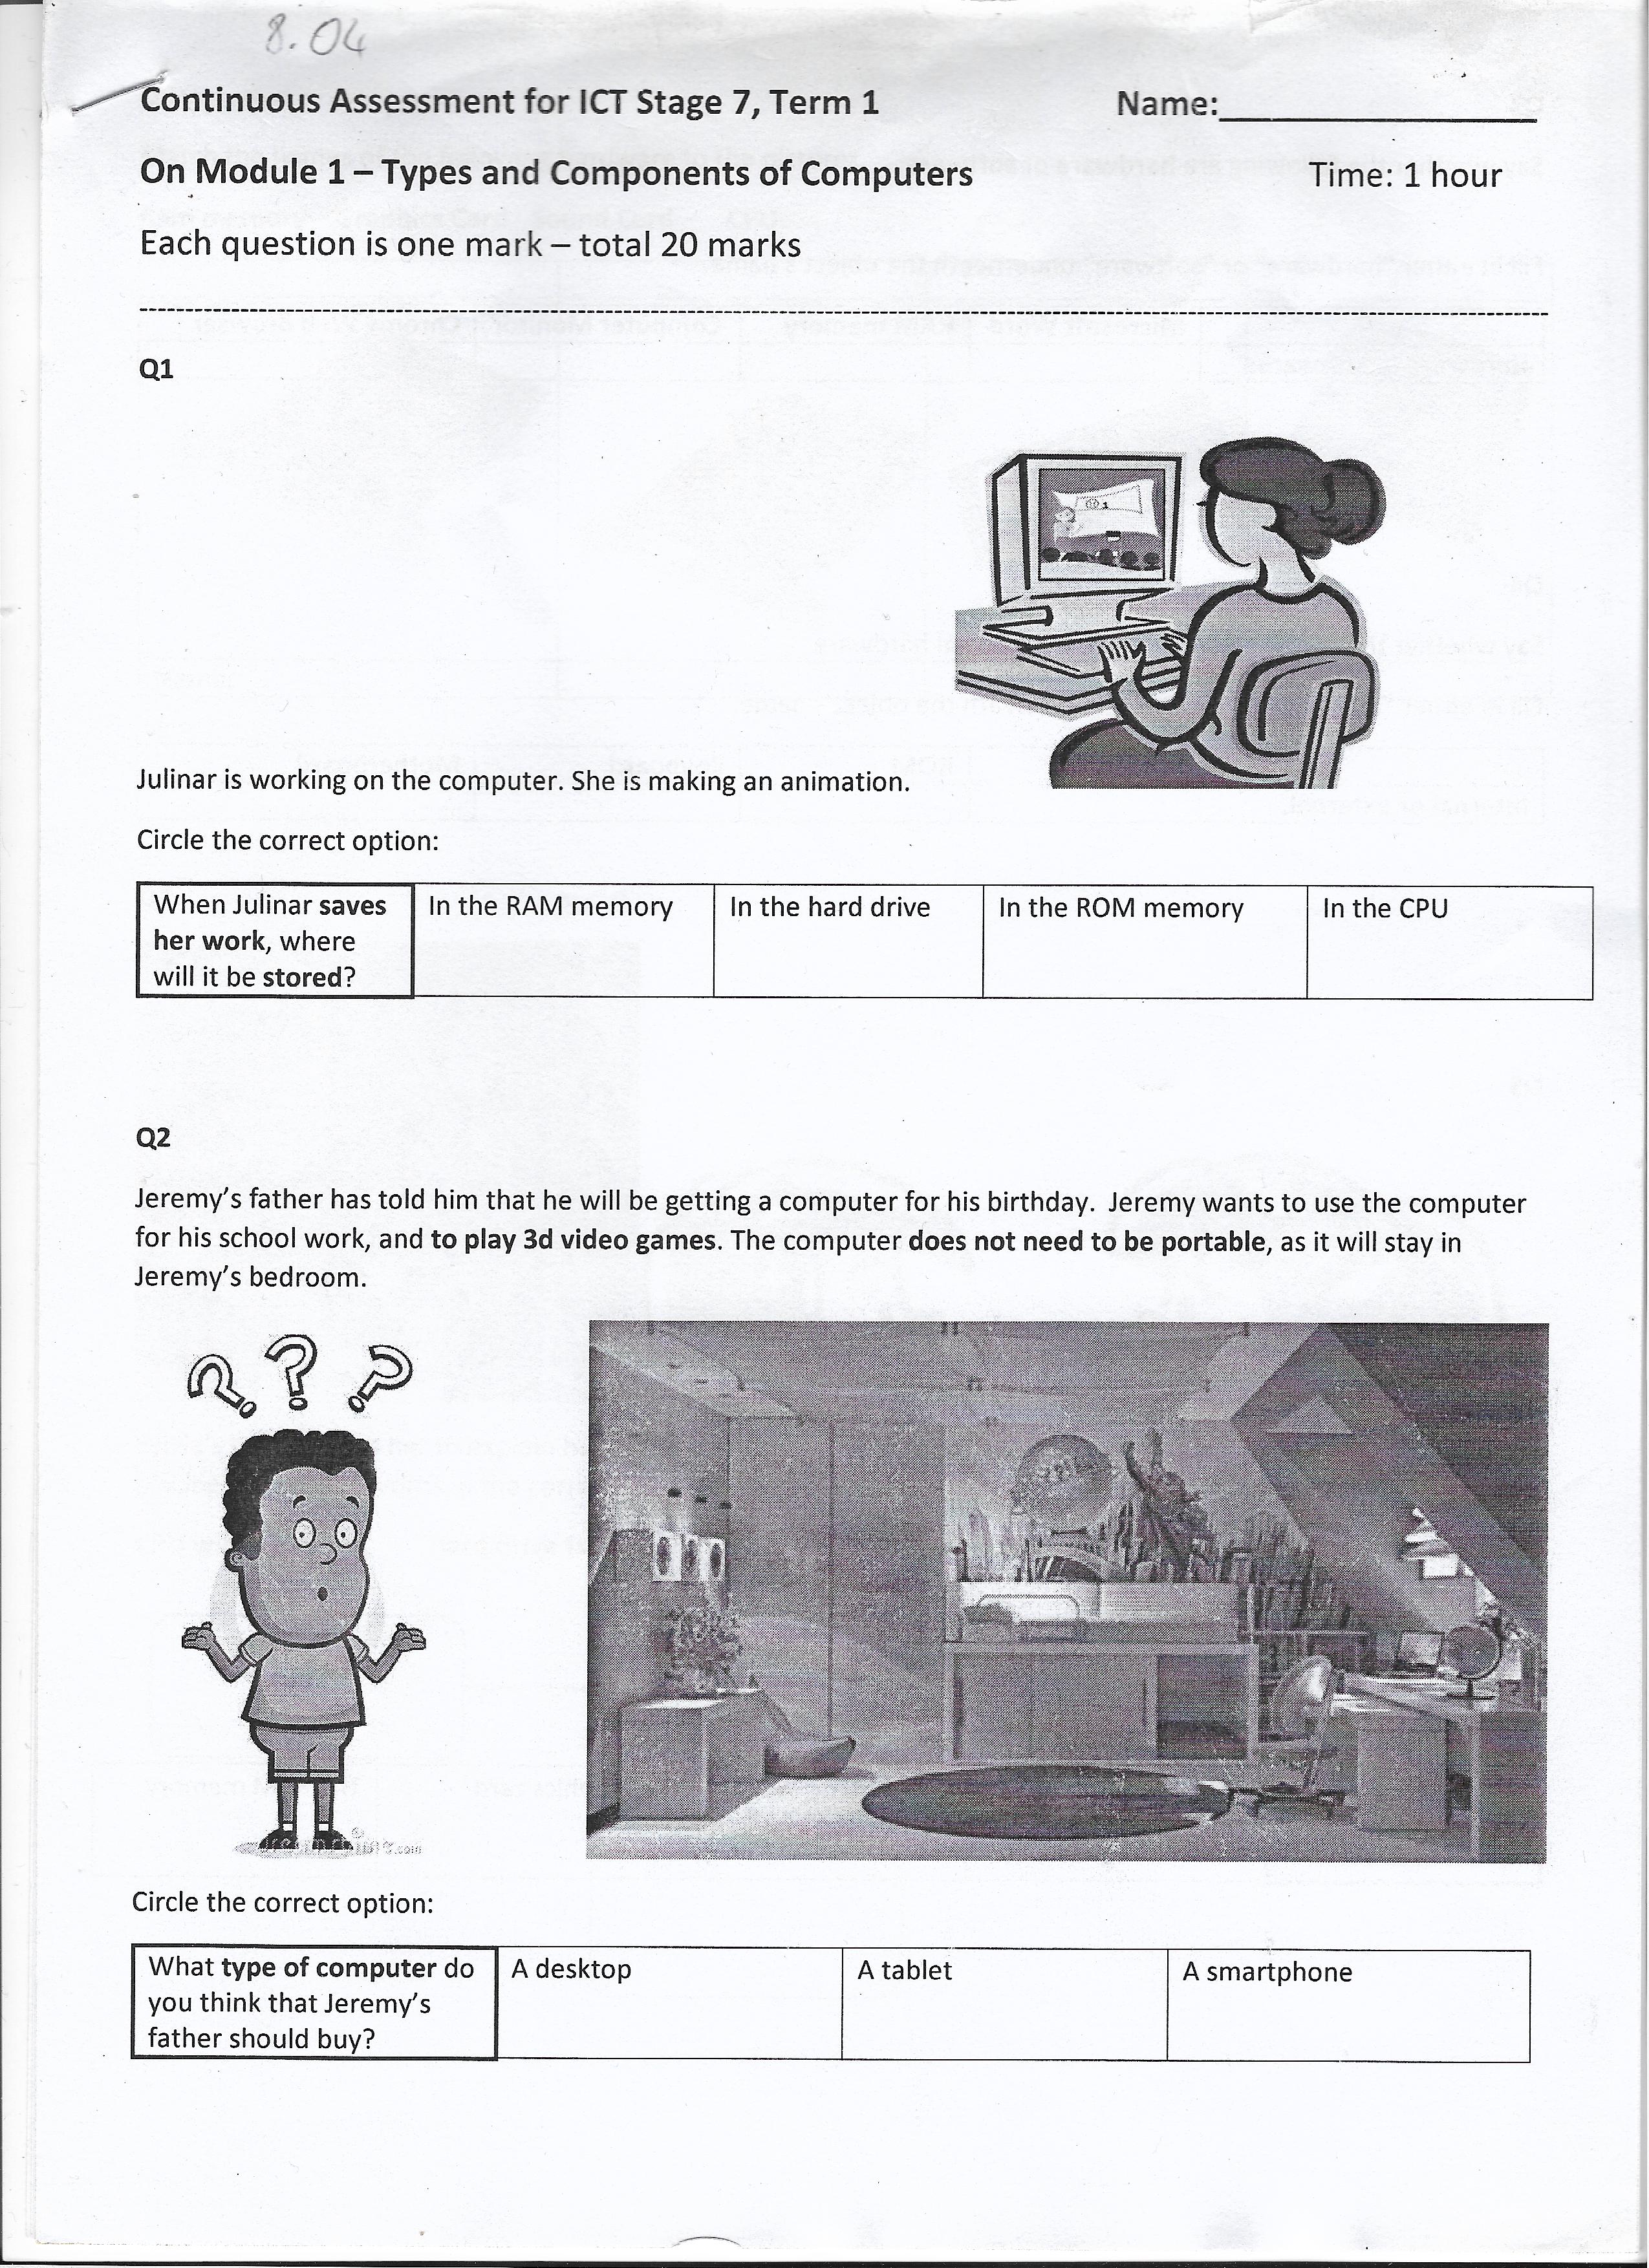 8.04
Continuous Assessment for ICT Stage 7, Term 1 Name:
On Module 1 – Types and Components of Computers Time: 1 hour
Each question is one mark – total 20 marks
Q1
Julinar is working on the computer. She is making an animation.
Circle the correct option:
When Julinar saves her work, where will it be stored? In the RAM memory In the hard drive In the ROM memory In the CPU
Q2
Jeremy's father has told him that he will be getting a computer for his birthday. Jeremy wants to use the computer
for his school work, and to play 3d video games. The computer does not need to be portable, as it will stay in
Jeremy's bedroom.
? ? ?
Circle the correct option:
What type of computer do you think that Jeremy's father should buy? A desktop A tablet A smartphone